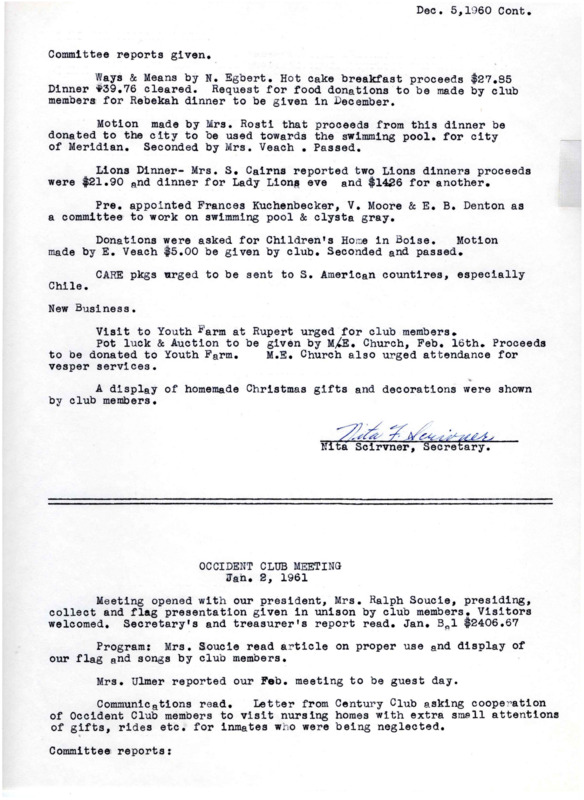 Dec. 5,1960 Cont.
Committee reports given.
Ways & Means by N. Egbert. Hot cake breakfast proceeds $27.85
Dinner $39.76 cleared. Request for food donations to be made by club
members for Rebekah dinner to be given in December.
Motion made by Mrs. Rosti that proceeds from this dinner be
donated to the city to be used towards the swimming pool. for city
of Meridian. Seconded by Mrs. Veach . Passed.
Lions Dinner- Mrs. S. Cairns reported two Lions dinners proceeds
were $21.90 and dinner for Lady Lions eve and $1426 for another.
Pre. appointed Frances Kuchenbecker, V. Moore & E. B. Denton as
a committee to work on swimming pool & clysta gray.
Donations were asked for Children's Home in Boise. Motion
made by E. Veach $5.00 be given by club. Seconded and passed.
CARE pkgs urged to be sent to S. American countires, especially
Chile.
New Business.
Visit to Youth Farm at Rupert urged for club members.
Pot luck & Auction to be given by M.E. Church, Feb. 16th. Proceeds
to be donated to Youth Farm. M.E. Church also urged attendance for
vesper services.
A display of homemade Christmas gifts and decorations were shown
by club members.
Nita F Scrivner
Nita Scirvner, Secretary.
OCCIDENT CLUB MEETING
Jan. 2, 1961
Meeting opened with our president, Mrs. Ralph Soucie, presiding,
collect and flag presentation given in unison by club members. Visitors
welcomed. Secretary's and treasurer's report read. Jan. Bal $2406.67
Program: Mrs. Soucie read article on proper use and display of
our flag and songs by club members.
Mrs. Ulmer reported our Feb. meeting to be guest day.
Communications read. Letter from Century Club asking cooperation
of Occident Club members to visit nursing homes with extra small attentions
of gifts, rides etc. for inmates who were being neglected.
Committee reports: